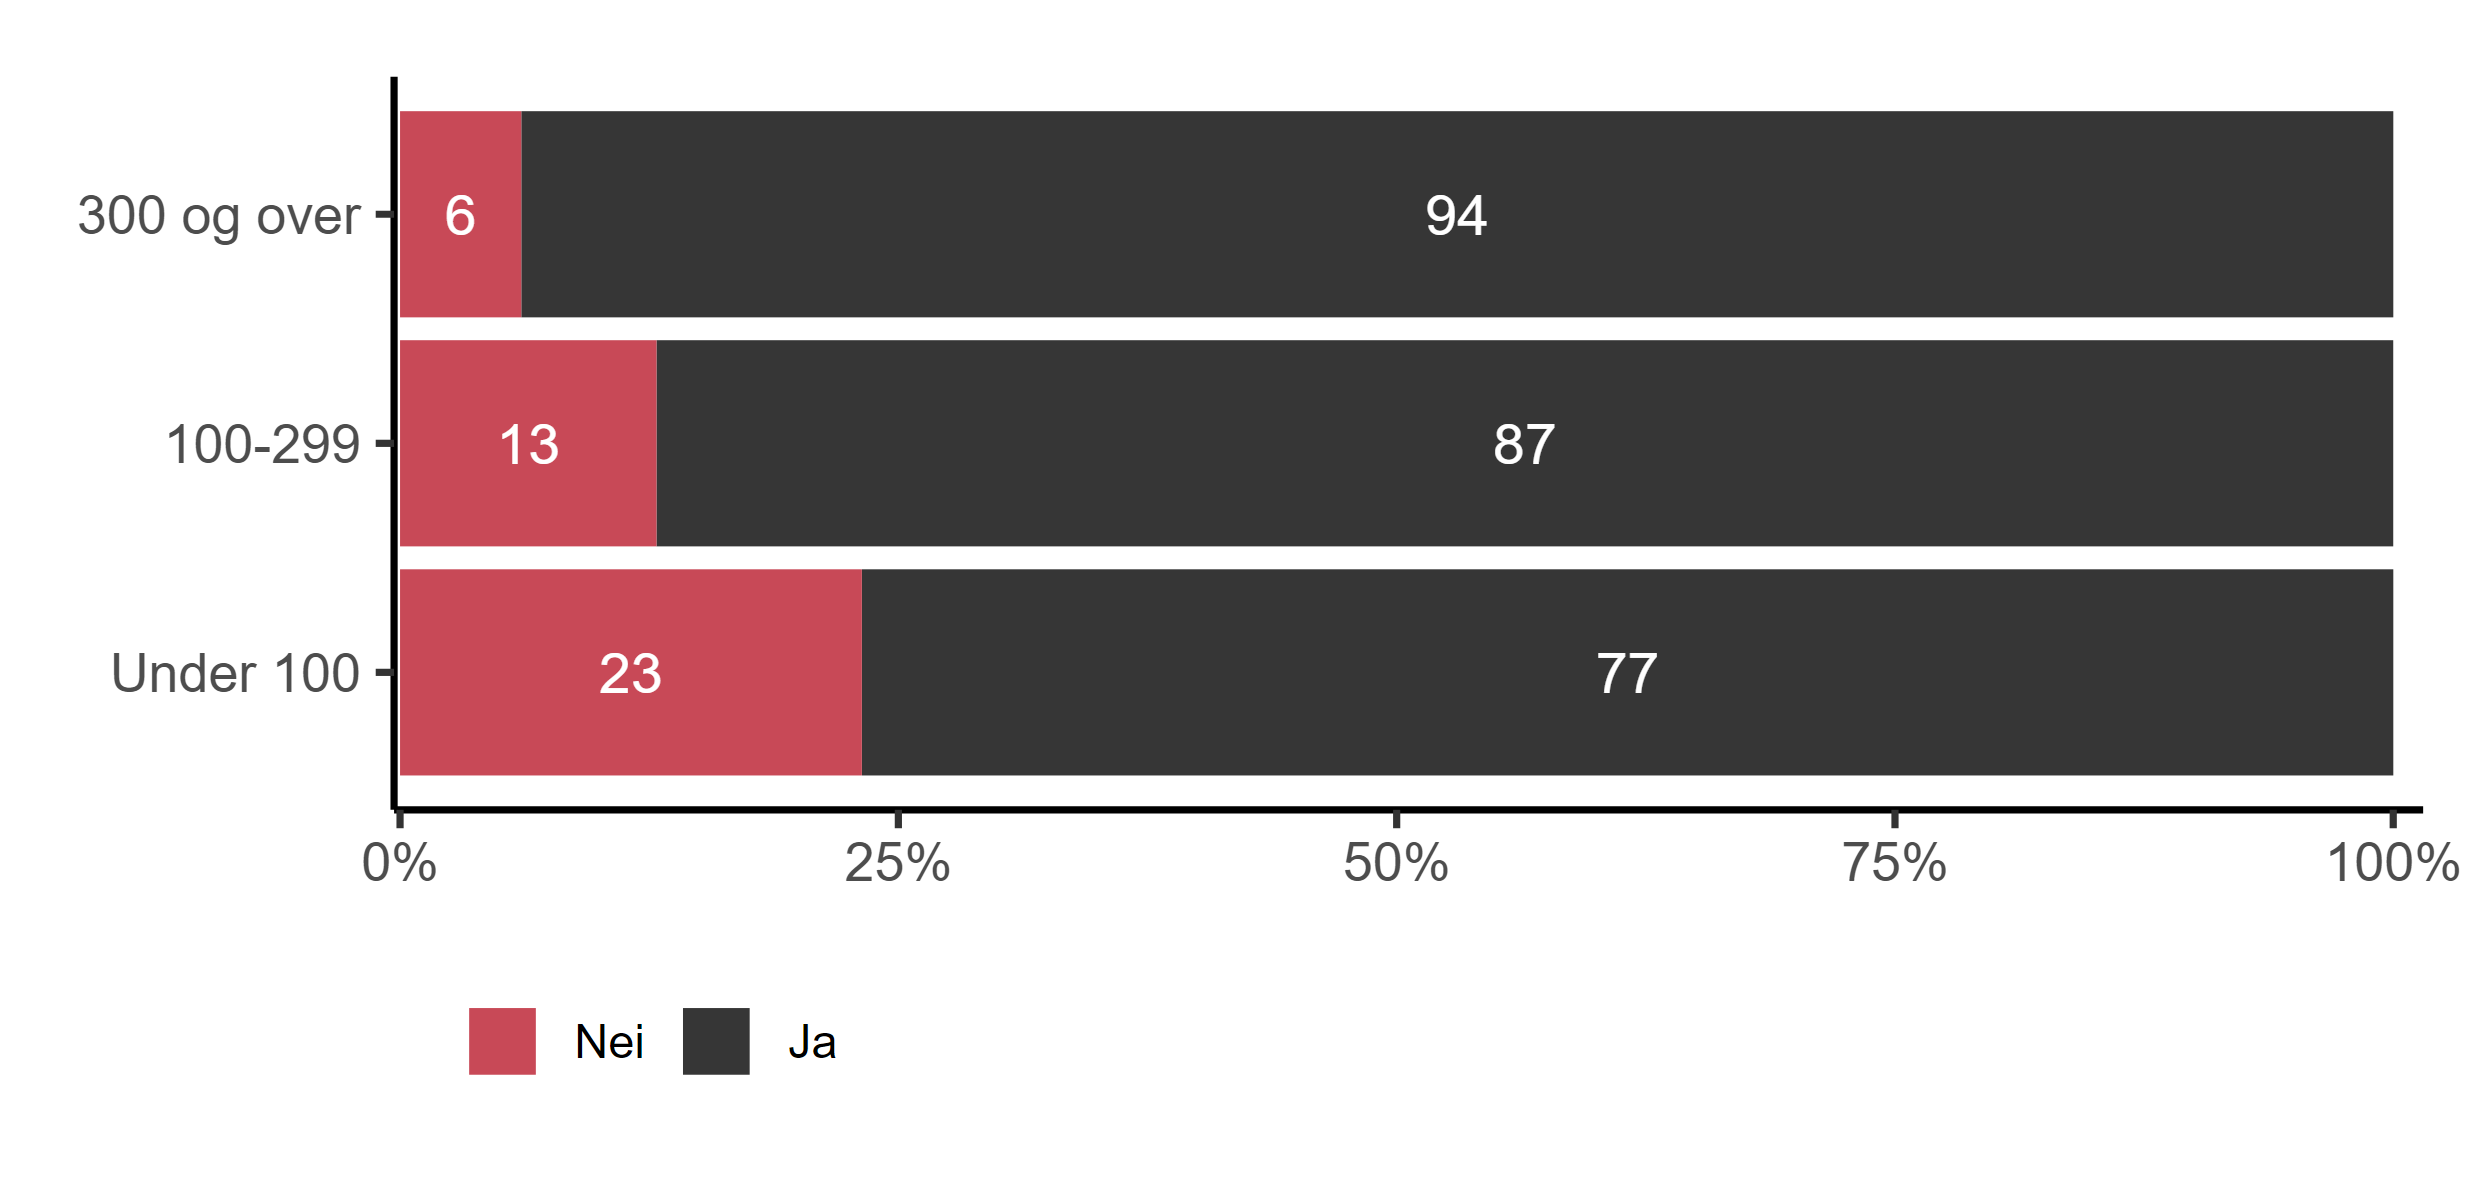 300 og over 6 94
100-299 13 87
Under 100 23 77
0% 25% 50% 75% 100%
Nei Ja